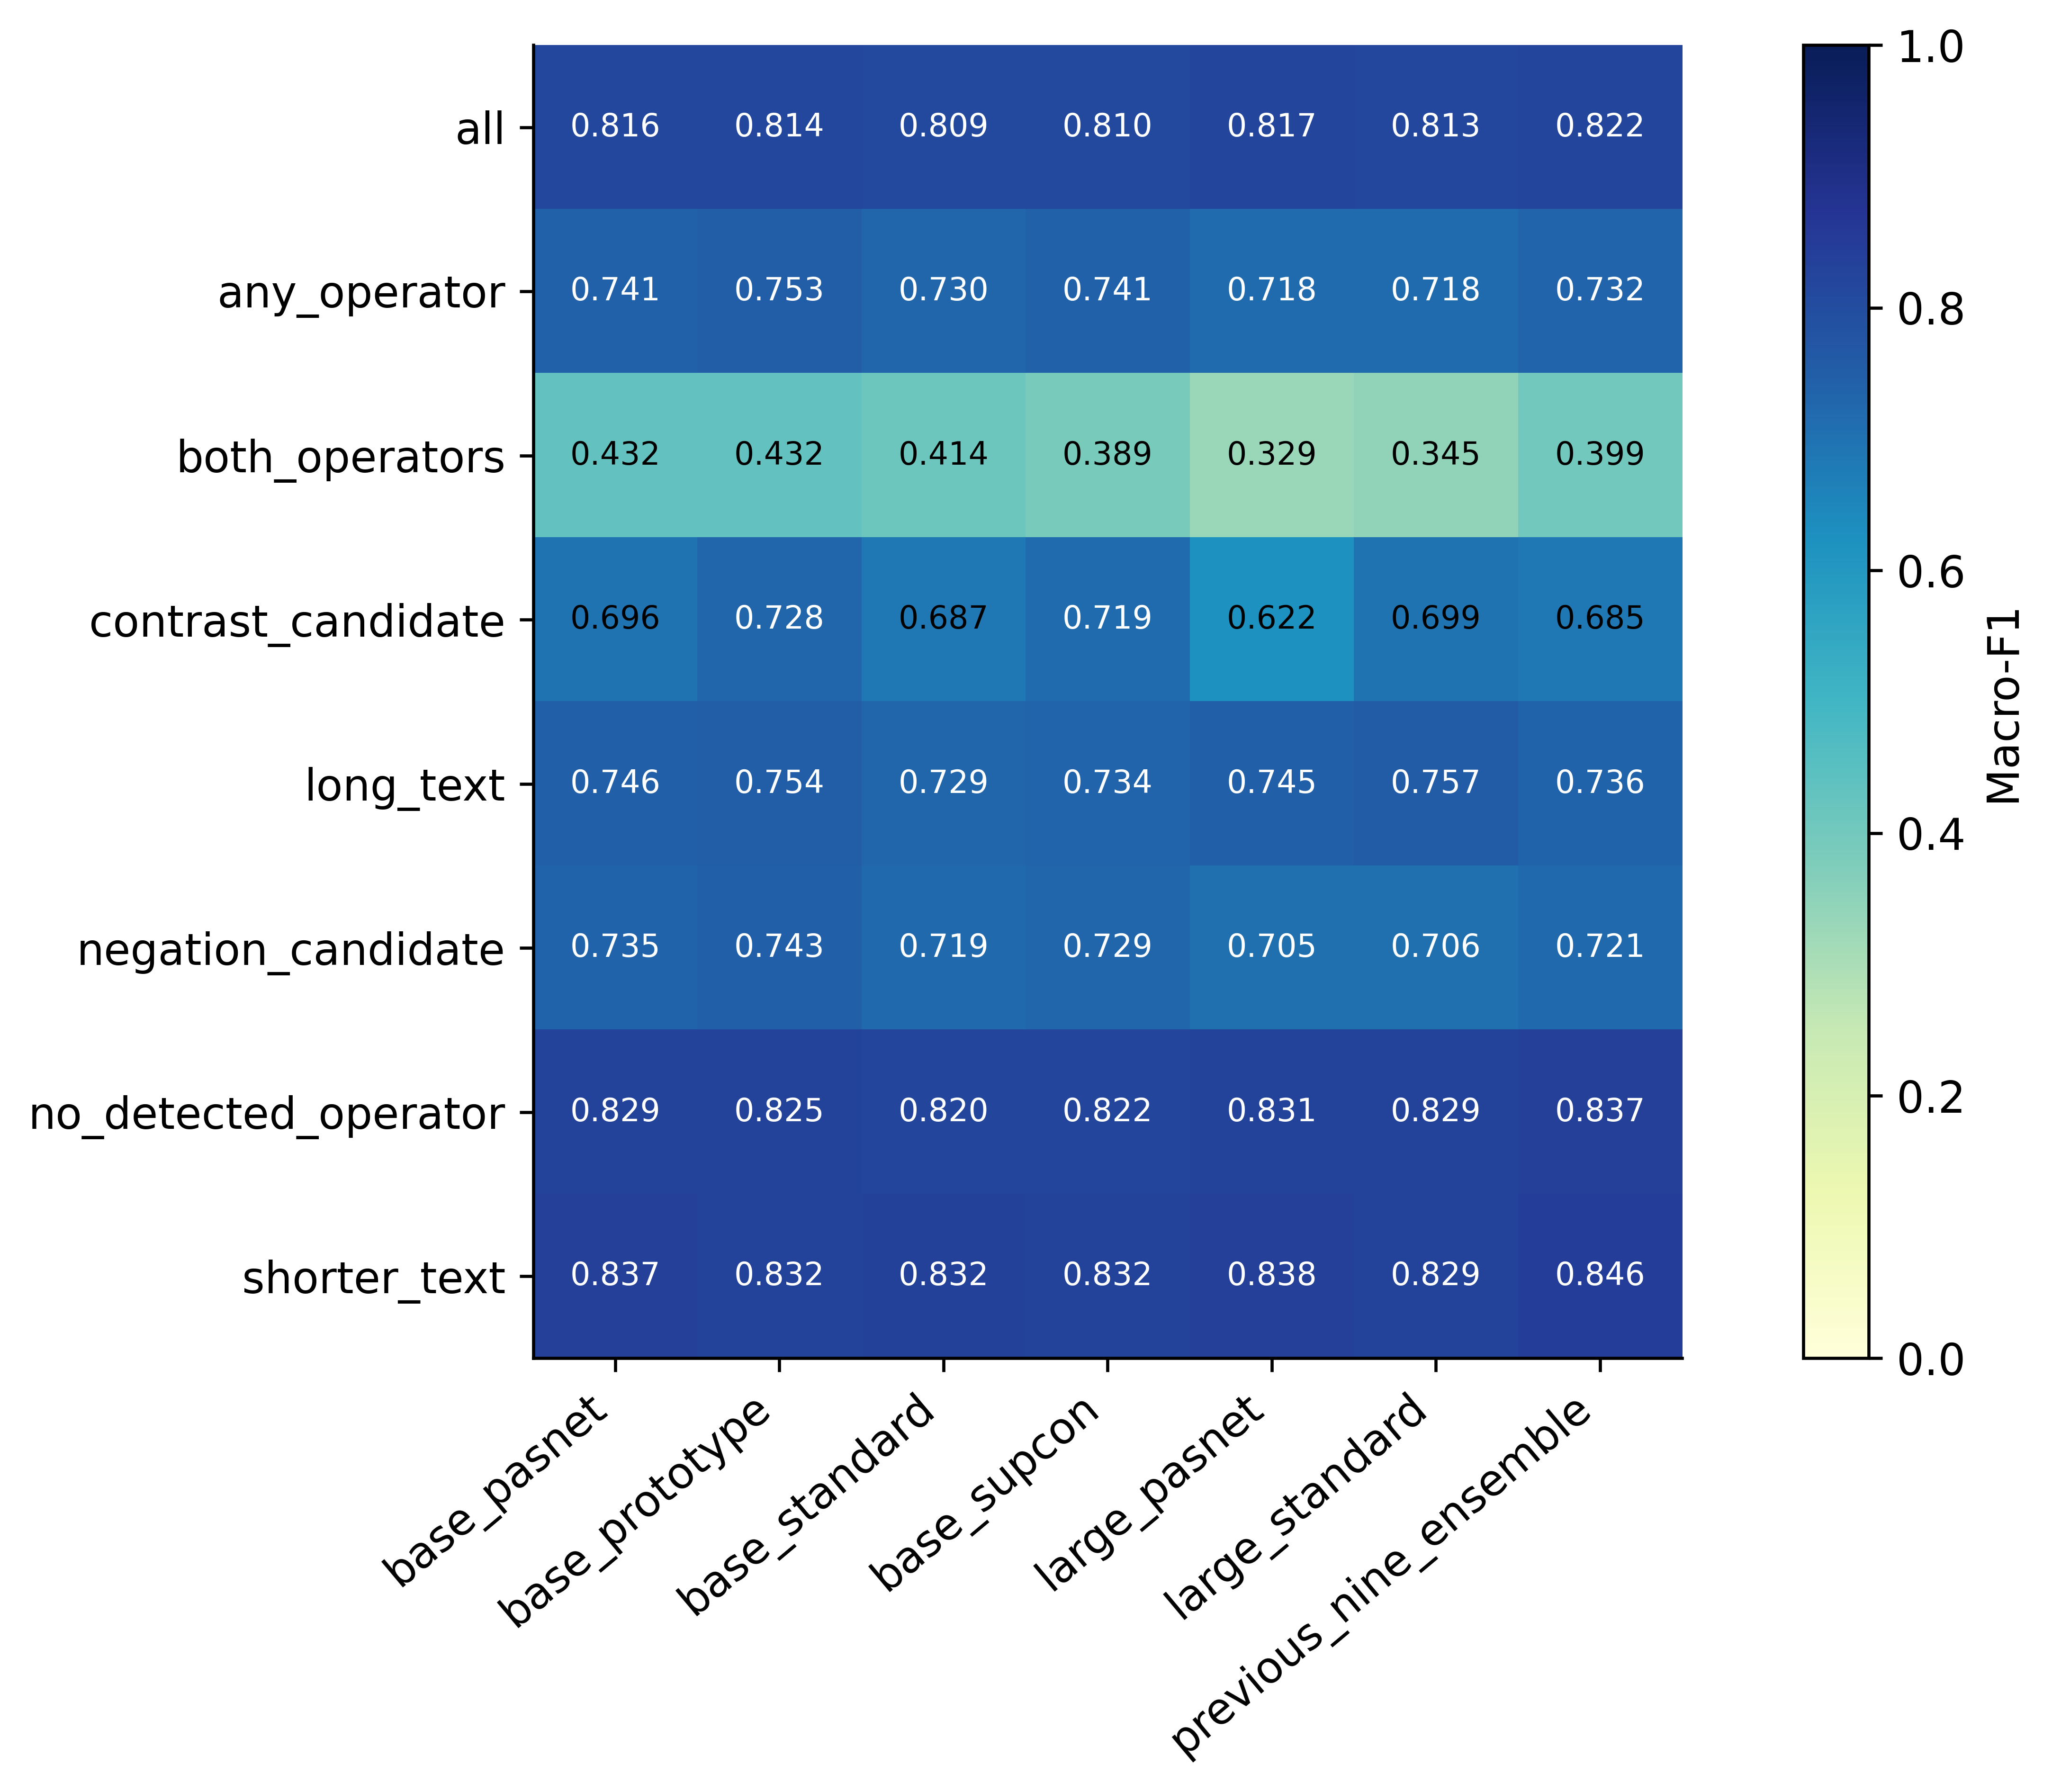 all 0.816 0.814 0.809 0.810 0.817 0.813 0.822
any_operator 0.741 0.753 0.730 0.741 0.718 0.718 0.732
both_operators 0.432 0.432 0.414 0.389 0.329 0.345 0.399
contrast_candidate 0.696 0.728 0.687 0.719 0.622 0.699 0.685
long_text 0.746 0.754 0.729 0.734 0.745 0.757 0.736
negation_candidate 0.735 0.743 0.719 0.729 0.705 0.706 0.721
no_detected_operator 0.829 0.825 0.820 0.822 0.831 0.829 0.837
shorter_text 0.837 0.832 0.832 0.832 0.838 0.829 0.846
base_pasnet
base_prototype
base_standard
base_supcon
large_pasnet
large_standard
previous_nine_ensemble
1.0
0.8
0.6
0.4
0.2
0.0
Macro-F1